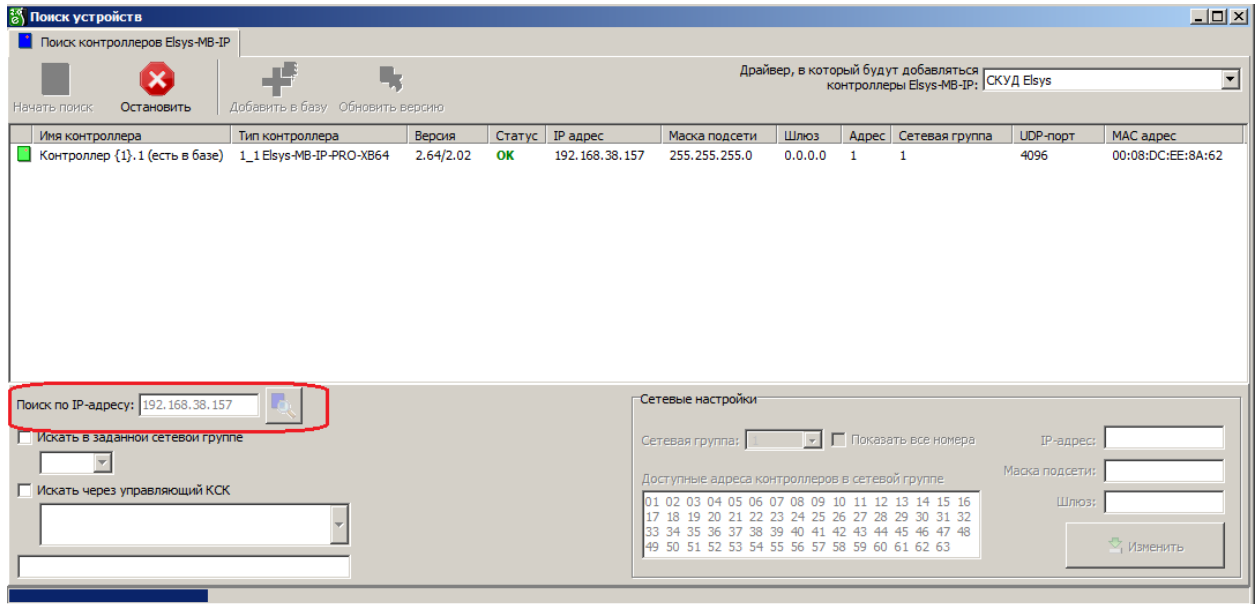 Поиск устройств
Поиск контроллеров Elsys-MB-IP
Начать поиск Остановить Добавить в базу Обновить версию
Драйвер, в который будут добавляться контроллеры Elsys-MB-IP: СКУД Elsys
Имя контроллера Тип контроллера Версия Статус IP адрес Маска подсети Шлюз Адрес Сетевая группа UDP-порт MAC адрес
Контроллер {1}.1 (есть в базе) 1_1 Elsys-MB-IP-PRO-XB64 2.64/2.02 OK 192.168.38.157 255.255.255.0 0.0.0.0 1 1 4096 00:08:DC:EE:8A:62
Поиск по IP-адресу: 192.168.38.157
Искать в заданной сетевой группе
Искать через управляющий КСК
Сетевые настройки
Сетевая группа: 1 Показать все номера
Доступные адреса контроллеров в сетевой группе
01 02 03 04 05 06 07 08 09 10 11 12 13 14 15 16
17 18 19 20 21 22 23 24 25 26 27 28 29 30 31 32
33 34 35 36 37 38 39 40 41 42 43 44 45 46 47 48
49 50 51 52 53 54 55 56 57 58 59 60 61 62 63
IP-адрес:
Маска подсети:
Шлюз:
Изменить